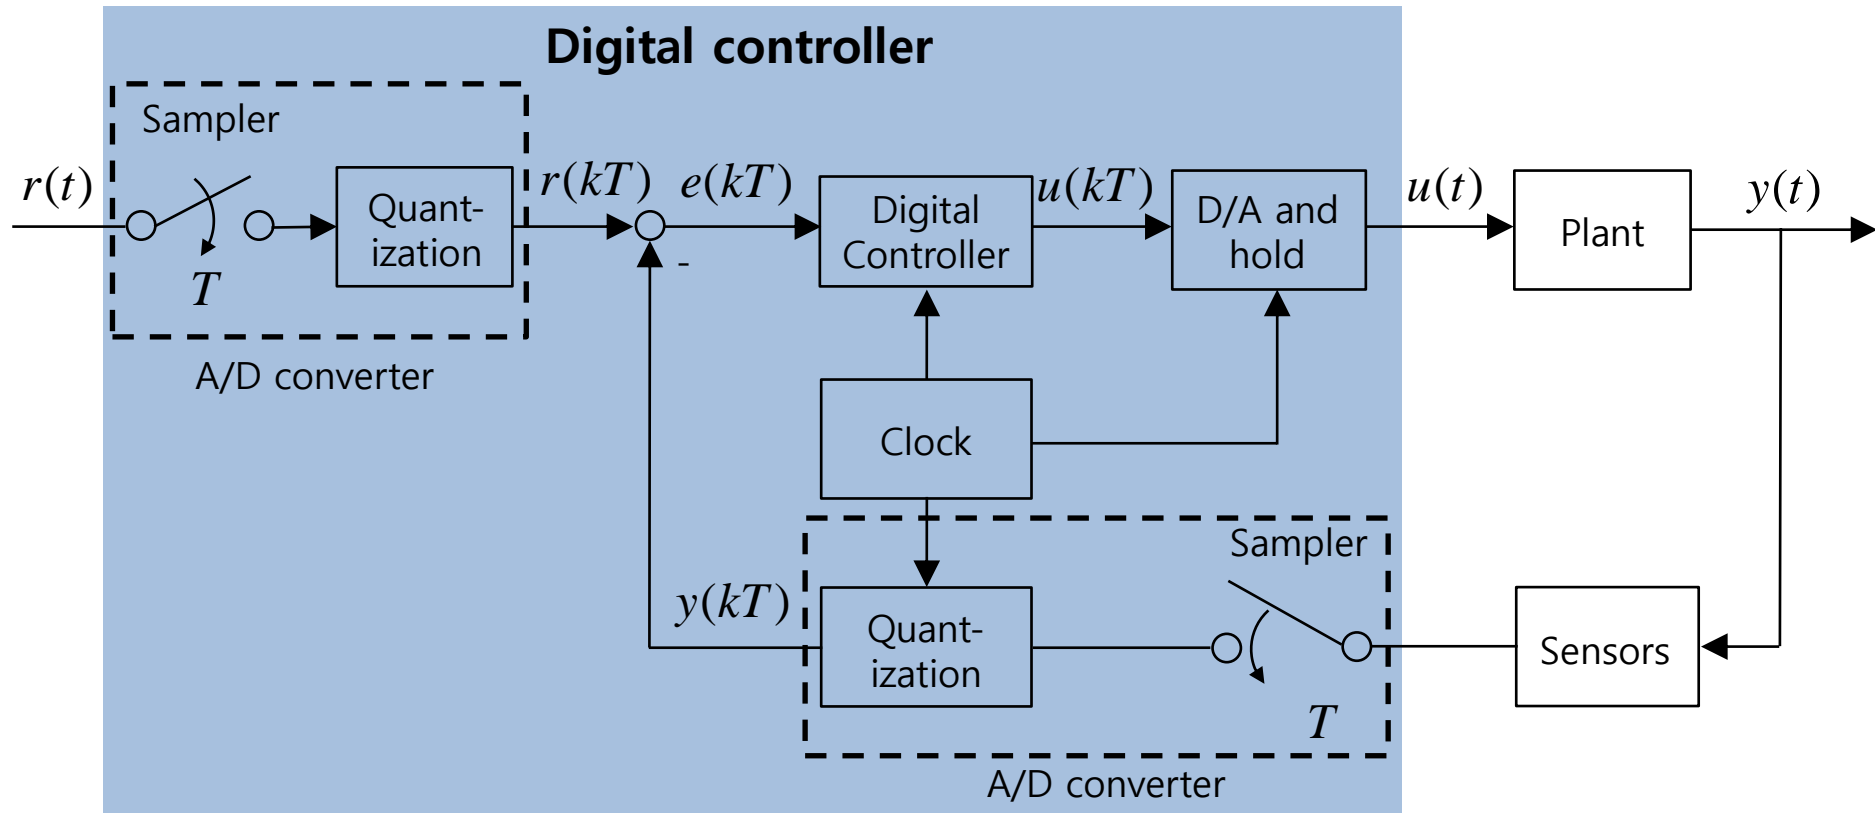 Digital controller
Sampler
r(t)
T
Quant-
ization
A/D converter
r(kT)
e(kT)
-
Digital
Controller
u(kT)
D/A and
hold
u(t)
Plant
y(t)
Clock
Sampler
y(kT)
Quant-
ization
T
A/D converter
Sensors